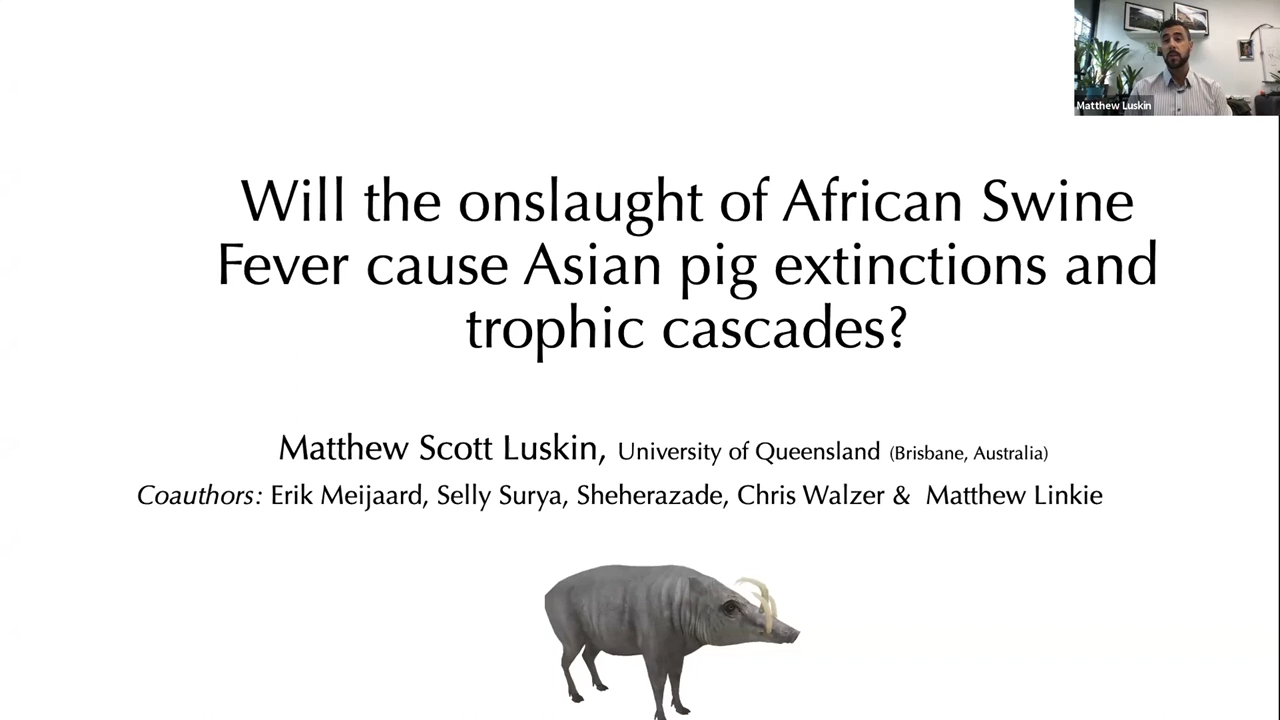 Matthew Luskin
Will the onslaught of African Swine
Fever cause Asian pig extinctions and
trophic cascades?
Matthew Scott Luskin, University of Queensland (Brisbane, Australia)
Coauthors: Erik Meijaard, Selly Surya, Sheherazade, Chris Walzer & Matthew Linkie